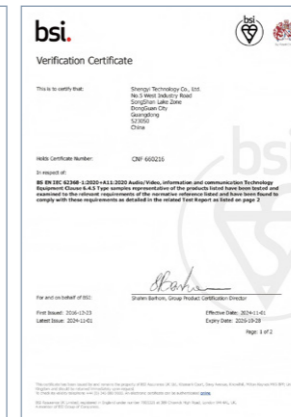 bsi.
bsi
Verification Certificate
This is to certify that:
Shengyi Technology Co., Ltd.
No.5 West Industry Road
SongShan Lake Zone
DongGuan City
Guangdong
523050
China
Holds Certificate Number:
CNF 660216
In respect of:
BS EN IEC 62368-1:2020+A11:2020 Audio/Video, information and communication Technology
Equipment Clause 6.4.5 Type samples representative of the products listed have been tested and
examined to the relevant requirements of the normative reference listed and have been found to
comply with these requirements as detailed in the related Test Report as listed on page 2
bsi
For and on behalf of BSI:
Shahm Barhom, Group Product Certification Director
First Issued: 2016-12-23
Effective Date: 2024-11-01
Latest Issue: 2024-11-01
Expiry Date: 2026-10-28
Page: 1 of 2